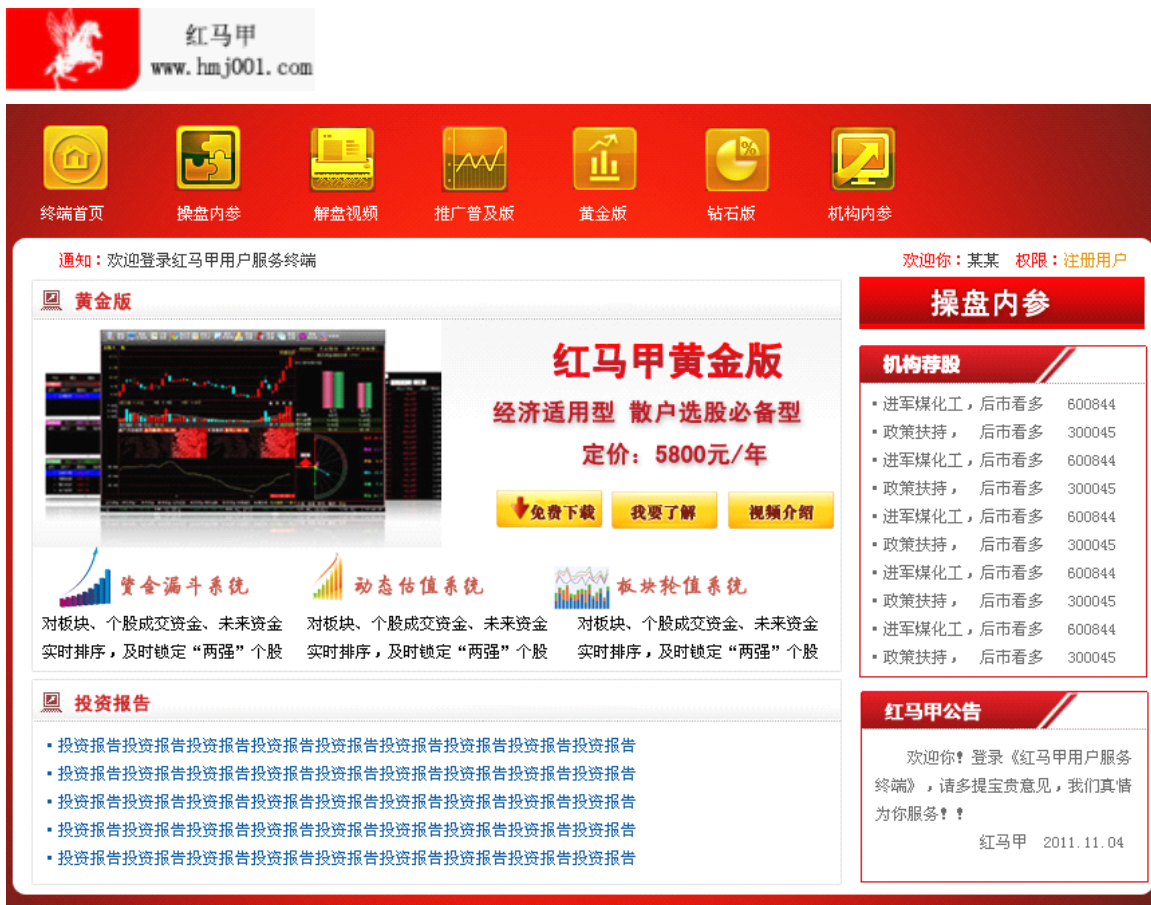 红马甲
www.hmj001.com
终端首页 操盘内参 解盘视频 推广普及版 黄金版 钻石版 机构内参
通知：欢迎登录红马甲用户服务终端
欢迎你：某某 权限：注册用户
黄金版
红马甲黄金版
经济适用型 散户选股必备型
定价：5800元/年
免费下载 我要了解 视频介绍
资金漏斗系统 动态估值系统 板块轮值系统
对板块、个股成交资金、未来资金 对板块、个股成交资金、未来资金 对板块、个股成交资金、未来资金
实时排序，及时锁定“两强”个股 实时排序，及时锁定“两强”个股 实时排序，及时锁定“两强”个股
投资报告
▪投资报告投资报告投资报告投资报告投资报告投资报告投资报告投资报告投资报告
▪投资报告投资报告投资报告投资报告投资报告投资报告投资报告投资报告投资报告
▪投资报告投资报告投资报告投资报告投资报告投资报告投资报告投资报告投资报告
▪投资报告投资报告投资报告投资报告投资报告投资报告投资报告投资报告投资报告
▪投资报告投资报告投资报告投资报告投资报告投资报告投资报告投资报告投资报告
操盘内参
机构荐股
▪进军煤化工，后市看多 600844
▪政策扶持， 后市看多 300045
▪进军煤化工，后市看多 600844
▪政策扶持， 后市看多 300045
▪进军煤化工，后市看多 600844
▪政策扶持， 后市看多 300045
▪进军煤化工，后市看多 600844
▪政策扶持， 后市看多 300045
▪进军煤化工，后市看多 600844
▪政策扶持， 后市看多 300045
红马甲公告
欢迎你！登录《红马甲用户服务
终端》，请多提宝贵意见，我们真情
为你服务！！
红马甲 2011.11.04